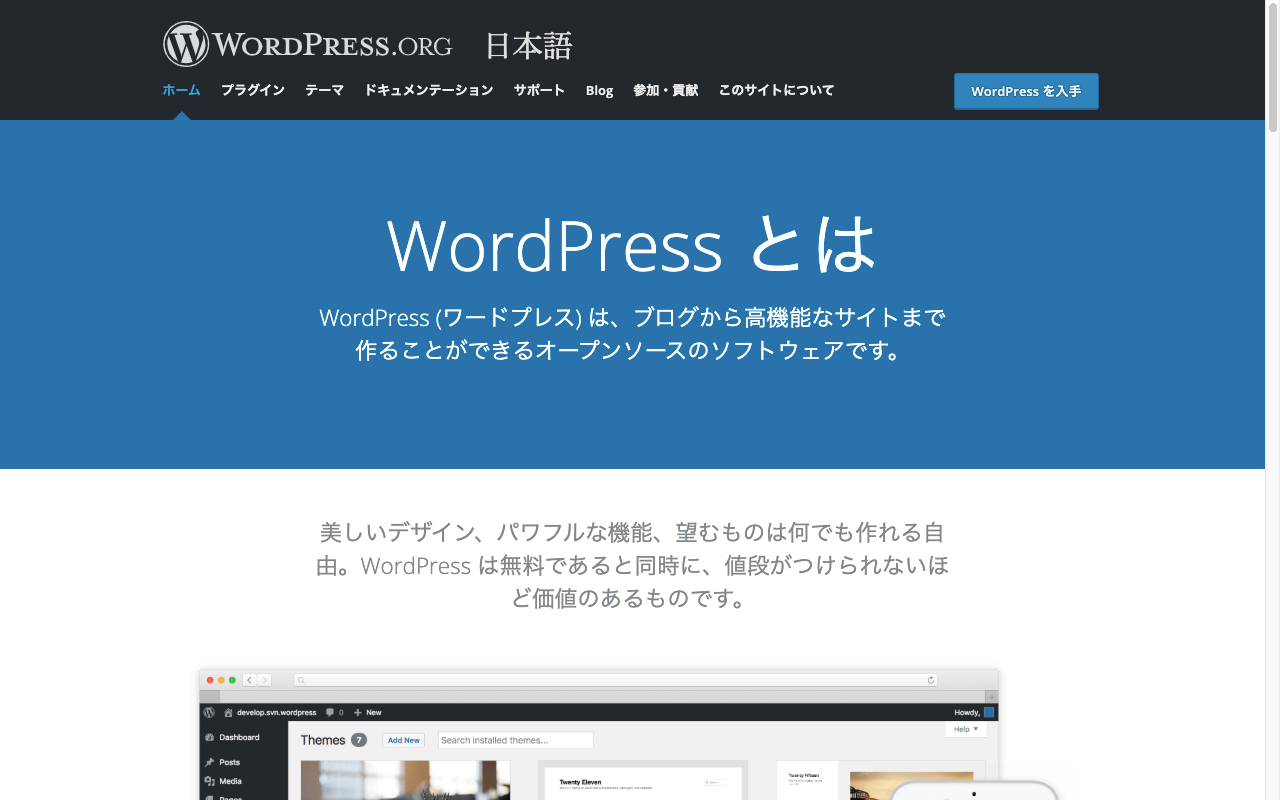 WORDPRESS.ORG 日本語
ホーム プラグイン テーマ ドキュメンテーション サポート Blog 参加・貢献 このサイトについて WordPress を入手
WordPress とは
WordPress (ワードプレス) は、ブログから高機能なサイトまで
作ることができるオープンソースのソフトウェアです。
美しいデザイン、パワフルな機能、望むものは何でも作れる自
由。WordPress は無料であると同時に、値段がつけられないほ
ど価値のあるものです。
develop.svn.wordpress 0 New Howdy,
Help
Dashboard
Themes 7 Add New Search installed themes...
Posts
Media
Pages
Twenty Eleven
Twenty Fifteen